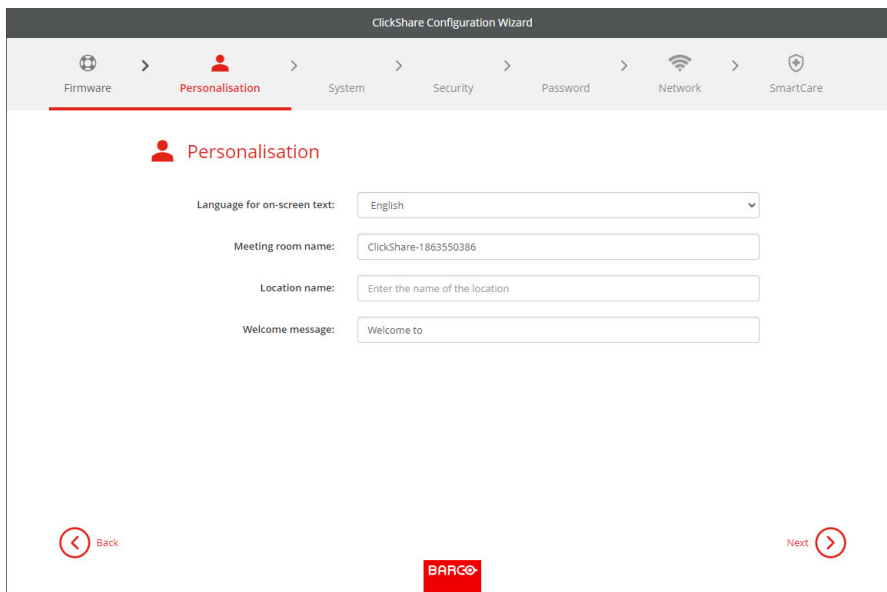 ClickShare Configuration Wizard
Firmware Personalisation System Security Password Network SmartCare
Personalisation
Language for on-screen text: English
Meeting room name: ClickShare-1863550386
Location name: Enter the name of the location
Welcome message: Welcome to
Back Next
BARCO